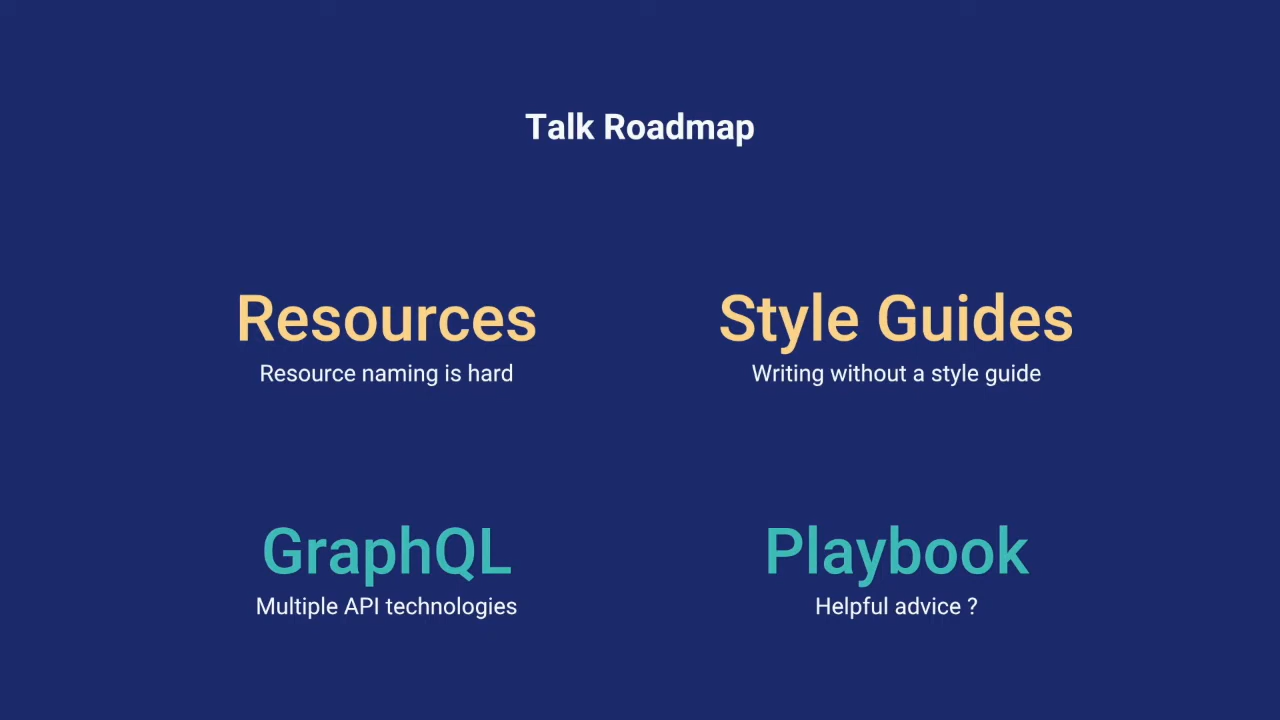 Talk Roadmap
Resources
Resource naming is hard
Style Guides
Writing without a style guide
GraphQL
Multiple API technologies
Playbook
Helpful advice ?